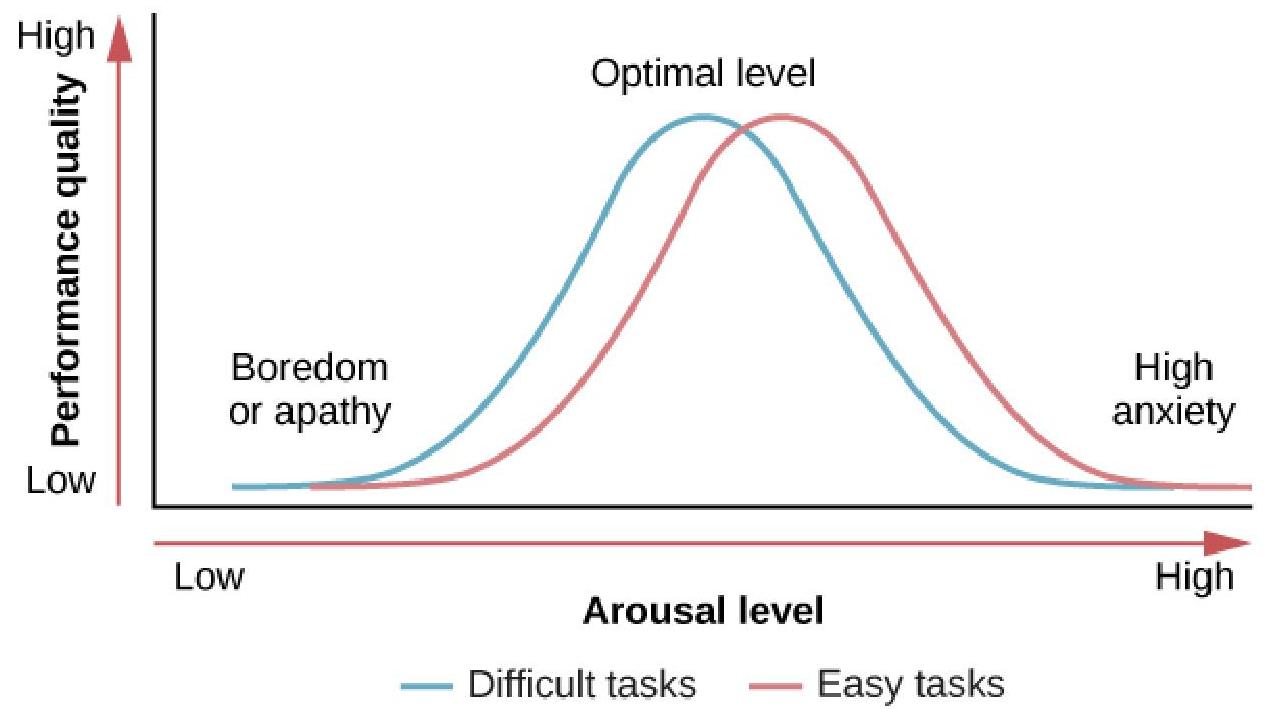 High
Performance quality
Low
Optimal level
Boredom
or apathy
High
anxiety
Low
High
Arousal level
Difficult tasks
Easy tasks